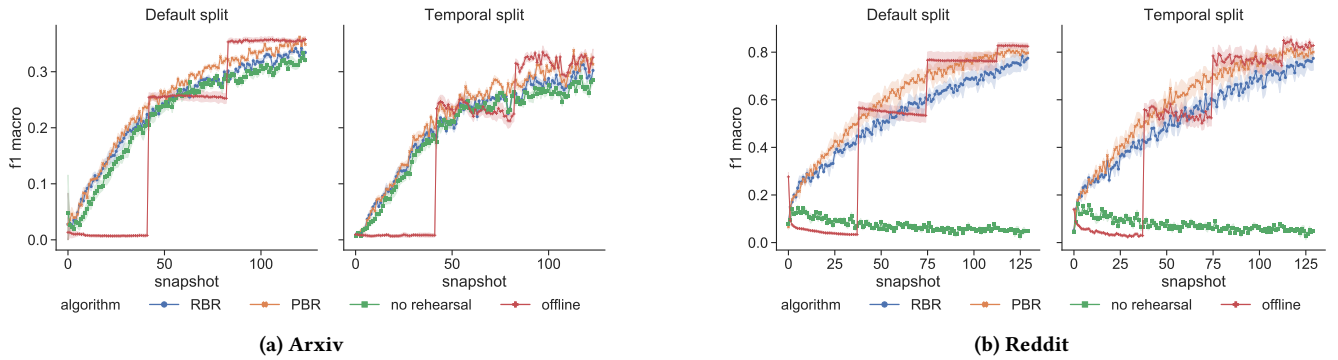 Default split
Temporal split
f1 macro
0.3
0.2
0.1
0.0
0 50 100
0 50 100
snapshot
snapshot
algorithm RBR PBR no rehearsal offline
(a) Arxiv
Default split
Temporal split
f1 macro
0.8
0.6
0.4
0.2
0.0
0 25 50 75 100 125
0 25 50 75 100 125
snapshot
snapshot
algorithm RBR PBR no rehearsal offline
(b) Reddit